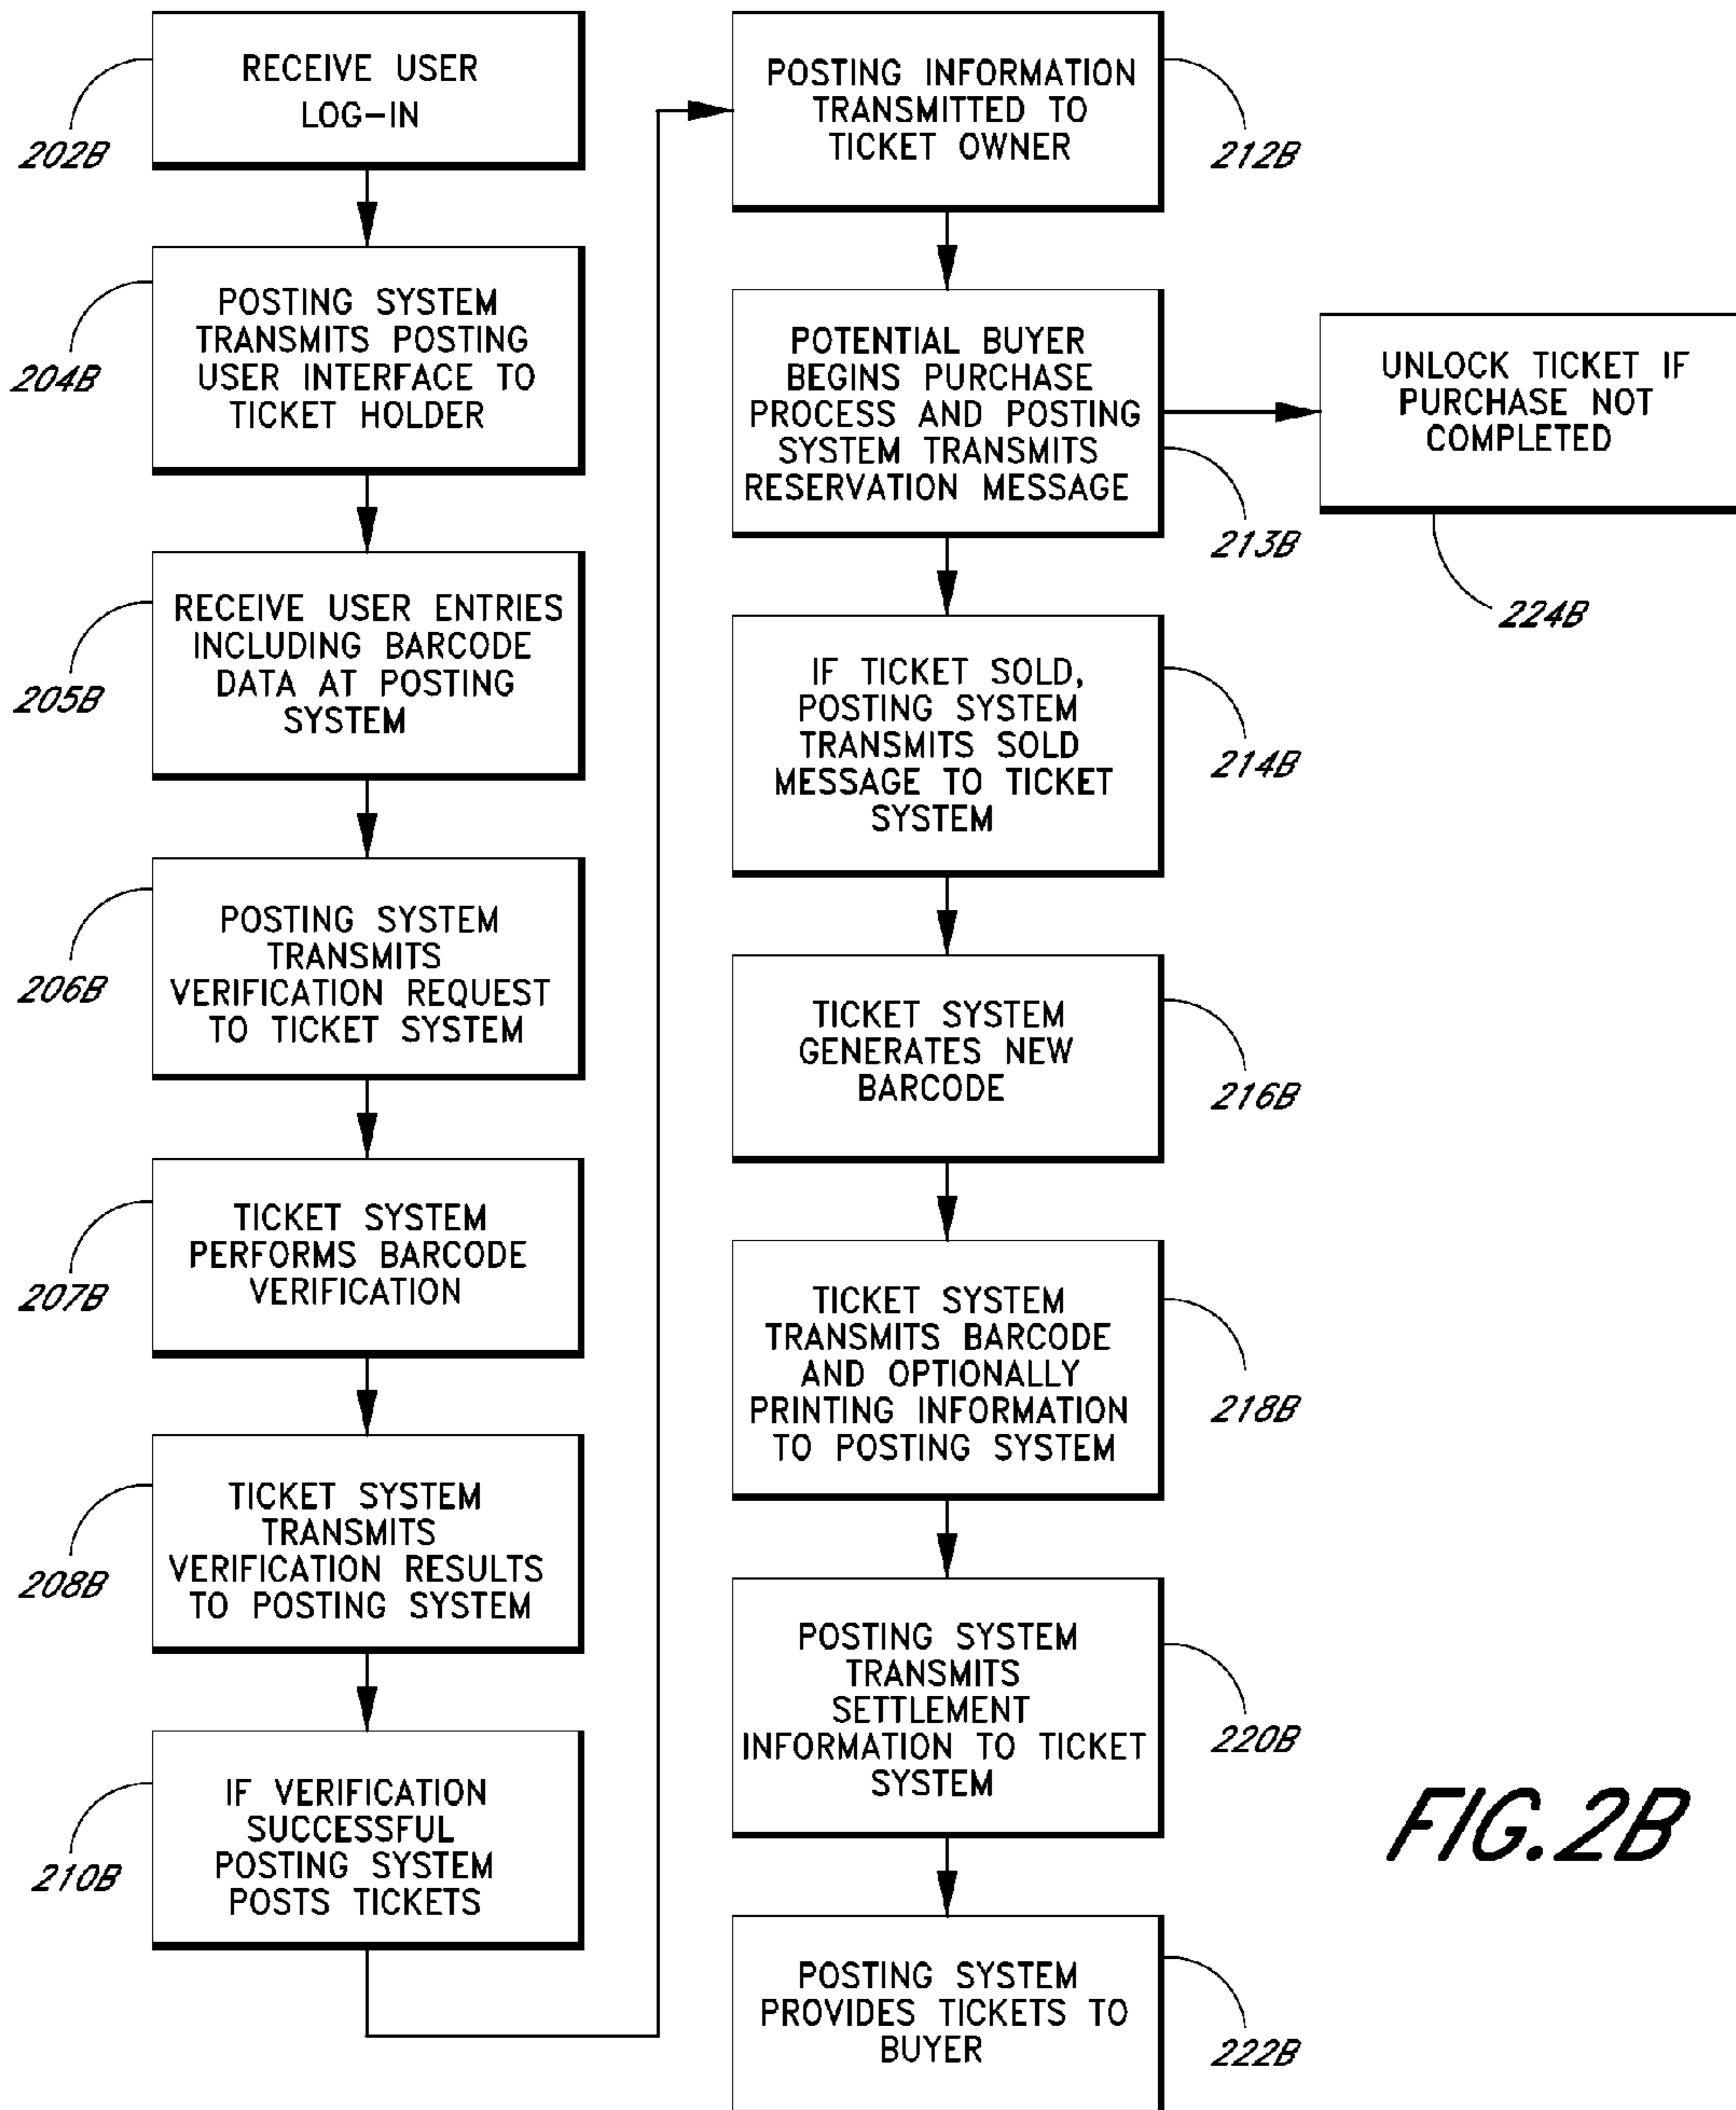 RECEIVE USER
LOG-IN
202B
POSTING SYSTEM
TRANSMITS POSTING
USER INTERFACE TO
TICKET HOLDER
204B
RECEIVE USER ENTRIES
INCLUDING BARCODE
DATA AT POSTING
SYSTEM
205B
POSTING SYSTEM
TRANSMITS
VERIFICATION REQUEST
TO TICKET SYSTEM
206B
TICKET SYSTEM
PERFORMS BARCODE
VERIFICATION
207B
TICKET SYSTEM
TRANSMITS
VERIFICATION RESULTS
TO POSTING SYSTEM
208B
IF VERIFICATION
SUCCESSFUL
POSTING SYSTEM
POSTS TICKETS
210B
POSTING INFORMATION
TRANSMITTED TO
TICKET OWNER
212B
POTENTIAL BUYER
BEGINS PURCHASE
PROCESS AND POSTING
SYSTEM TRANSMITS
RESERVATION MESSAGE
213B
UNLOCK TICKET IF
PURCHASE NOT
COMPLETED
224B
IF TICKET SOLD,
POSTING SYSTEM
TRANSMITS SOLD
MESSAGE TO TICKET
SYSTEM
214B
TICKET SYSTEM
GENERATES NEW
BARCODE
216B
TICKET SYSTEM
TRANSMITS BARCODE
AND OPTIONALLY
PRINTING INFORMATION
TO POSTING SYSTEM
218B
POSTING SYSTEM
TRANSMITS
SETTLEMENT
INFORMATION TO TICKET
SYSTEM
220B
POSTING SYSTEM
PROVIDES TICKETS TO
BUYER
222B
FIG.2B